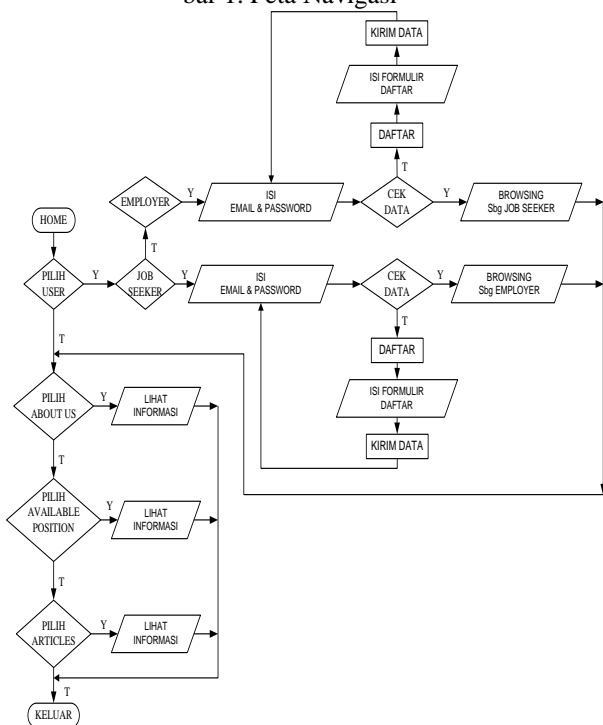 bar 1. Peta Navigasi
KIRIM DATA
ISI FORMULIR
DAFTAR
DAFTAR
T
EMPLOYER
Y
ISI
EMAIL & PASSWORD
CEK
DATA
Y
BROWSING
Sbg JOB SEEKER
HOME
T
PILIH
USER
Y
JOB
SEEKER
Y
ISI
EMAIL & PASSWORD
CEK
DATA
Y
BROWSING
Sbg EMPLOYER
T
T
DAFTAR
ISI FORMULIR
DAFTAR
KIRIM DATA
PILIH
ABOUT US
Y
LIHAT
INFORMASI
T
PILIH
AVAILABLE
POSITION
Y
LIHAT
INFORMASI
T
PILIH
ARTICLES
Y
LIHAT
INFORMASI
T
KELUAR